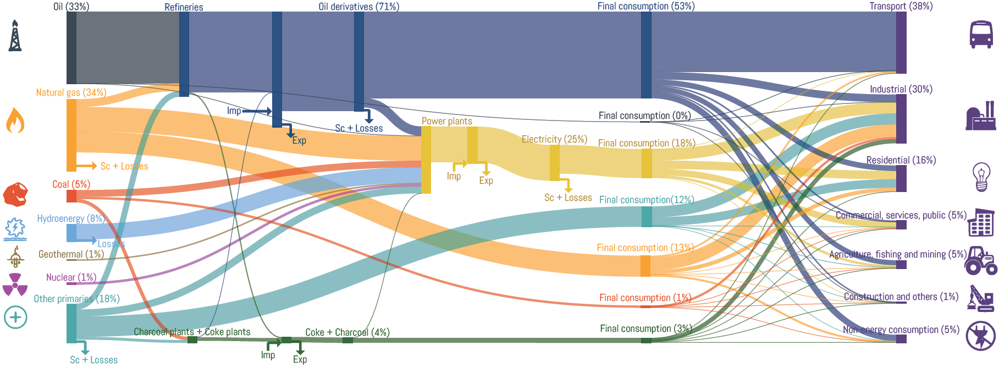 Oil (33%)
Refineries
Oil derivatives (71%)
Final consumption (53%)
Transport (38%)
Natural gas (34%)
Industrial (30%)
Imp
Final consumption (0%)
Power plants
Sc + Losses
Exp
Electricity (25%)
Final consumption (18%)
Residential (16%)
Sc + Losses
Imp
Exp
Coal (5%)
Sc + Losses
Final consumption(12%)
Hydroenergy (8%)
Commercial, services, public (5%)
Losses
Final consumption (13%)
Geothermal (1%)
Agriculture, fishing and mining (5%)
Nuclear (1%)
Other primaries (18%)
Final consumption (1%)
Construction and others (1%)
Charcoal plants + Coke plants
Coke + Charcoal (4%)
Final consumption (3%)
Non-energy consumption (5%)
Imp
Exp
Sc + Losses